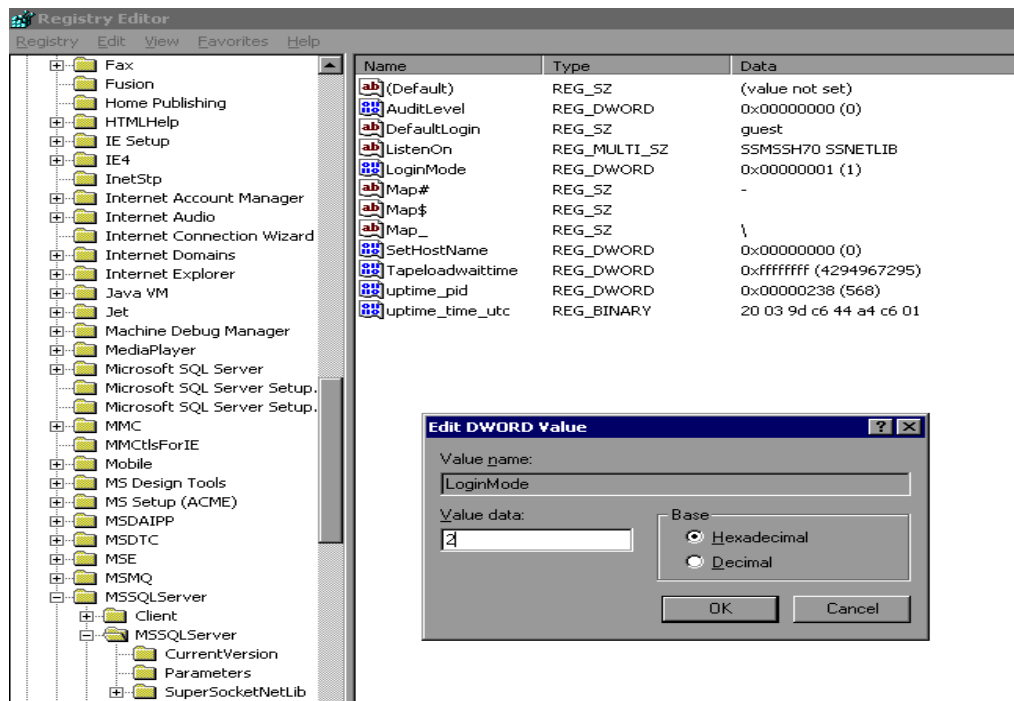 Registry Editor
Registry Edit View Favorites Help
Fax
Fusion
Home Publishing
HTMLHelp
IE Setup
IE4
InetStp
Internet Account Manager
Internet Audio
Internet Connection Wizard
Internet Domains
Internet Explorer
Java VM
Jet
Machine Debug Manager
MediaPlayer
Microsoft SQL Server
Microsoft SQL Server Setup.
Microsoft SQL Server Setup.
MMC
MMCtlsForIE
Mobile
MS Design Tools
MS Setup (ACME)
MSDAIPP
MSDTC
MSE
MSMQ
MSSQLServer
Client
MSSQLServer
CurrentVersion
Parameters
SuperSocketNetLib
Name Type Data
(Default) REG_SZ (value not set)
AuditLevel REG_DWORD 0x00000000 (0)
DefaultLogin REG_SZ guest
ListenOn REG_MULTI_SZ SSMSSH70 SSNETLIB
LoginMode REG_DWORD 0x00000001 (1)
Map# REG_SZ -
Map$ REG_SZ
Map_ REG_SZ \
SetHostName REG_DWORD 0x00000000 (0)
Tapeloadwaittime REG_DWORD 0xffffffff (4294967295)
uptime_pid REG_DWORD 0x00000238 (568)
uptime_time_utc REG_BINARY 20 03 9d c6 44 a4 c6 01
Edit DWORD Value
Value name:
LoginMode
Value data:
2
Base
Hexadecimal
Decimal
OK Cancel